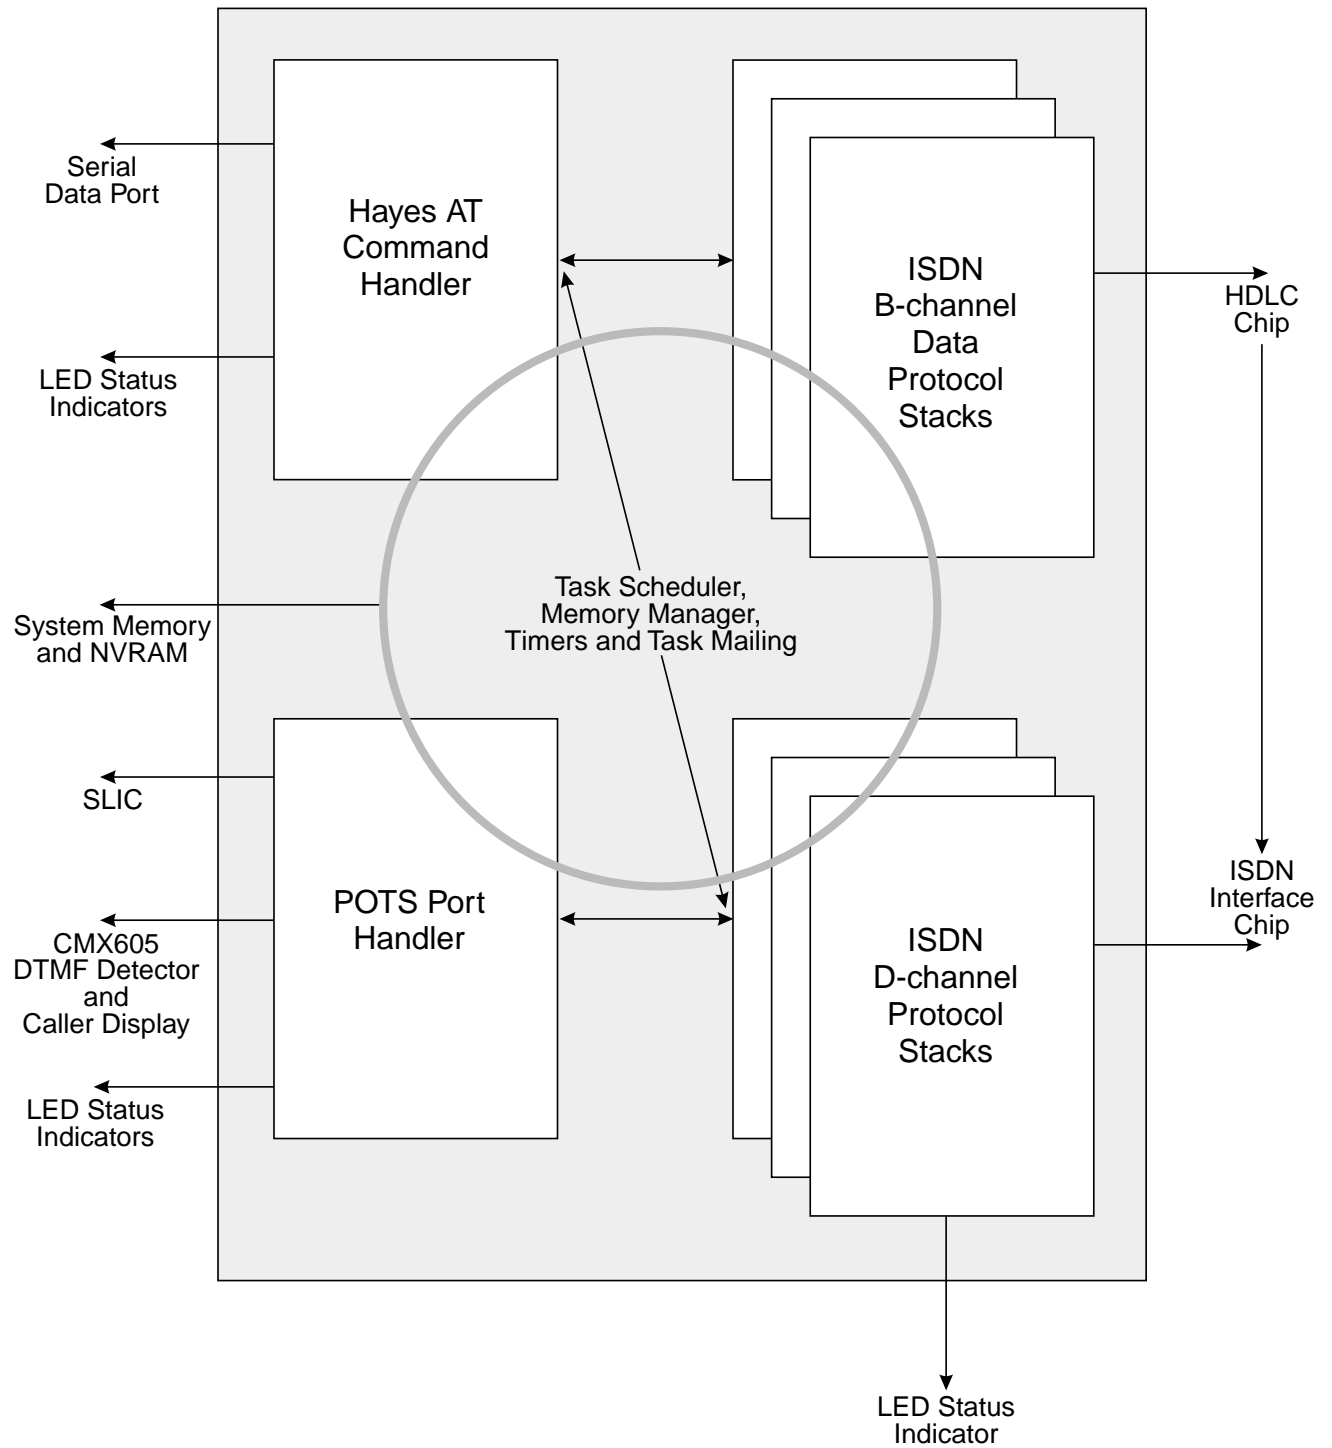 Serial
Data Port
Hayes AT
Command
Handler
LED Status
Indicators
ISDN
B-channel
Data
Protocol
Stacks
HDLC
Chip
Task Scheduler,
Memory Manager,
Timers and Task Mailing
System Memory
and NVRAM
SLIC
POTS Port
Handler
CMX605
DTMF Detector
and
Caller Display
LED Status
Indicators
ISDN
D-channel
Protocol
Stacks
ISDN
Interface
Chip
LED Status
Indicator